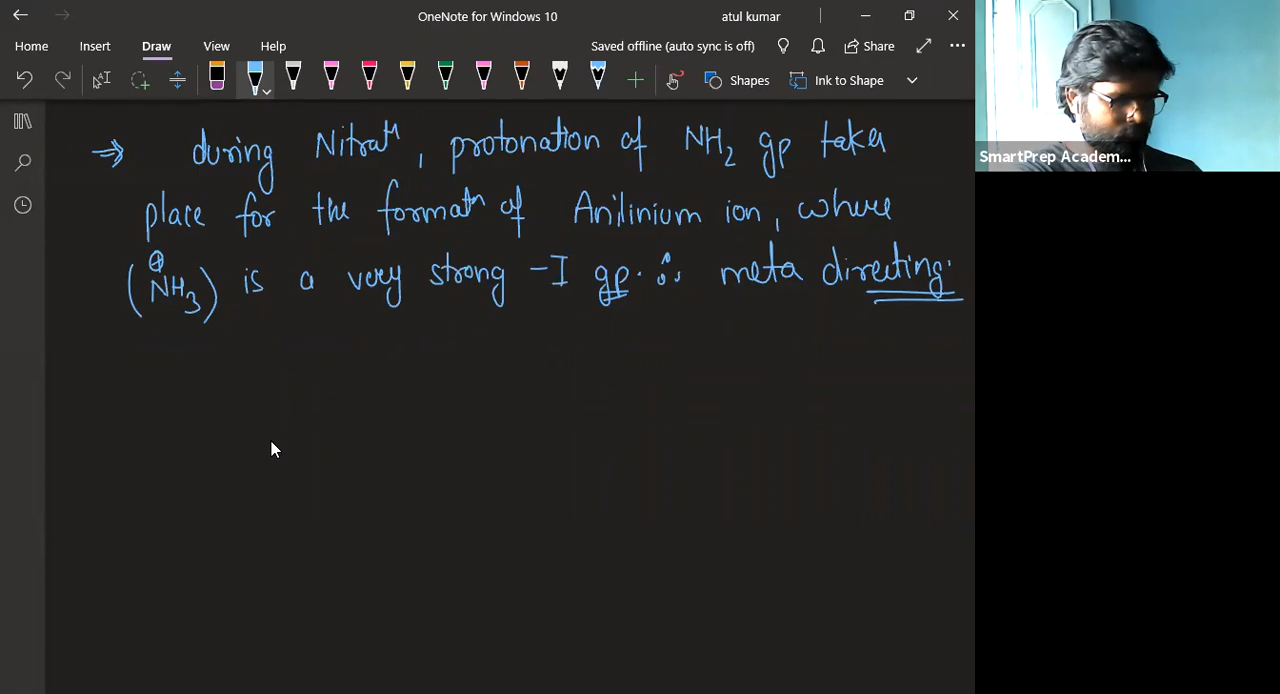 OneNote for Windows 10
atul kumar
Home Insert Draw View Help
Saved offline (auto sync is off)
Share
Shapes
Ink to Shape
SmartPrep Academ...
⇒ during Nitratⁿ, protonation of NH₂ gp takes
place for the formatⁿ of Anilinium ion, where
(⊕NH₃) is a very strong -I gp. ∴ meta directing.